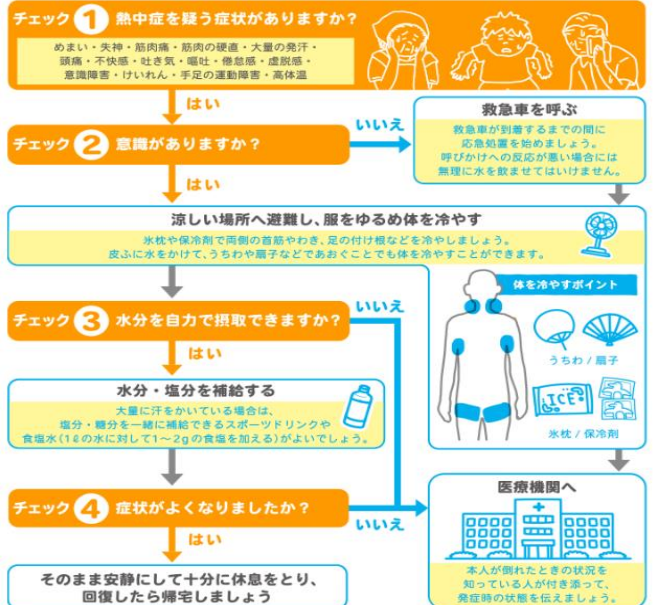 チェック 1 熱中症を疑う症状がありますか？
めまい・失神・筋肉痛・筋肉の硬直・大量の発汗・
頭痛・不快感・吐き気・嘔吐・倦怠感・虚脱感・
意識障害・けいれん・手足の運動障害・高体温
はい
チェック 2 意識がありますか？
いいえ
救急車を呼ぶ
救急車が到着するまでの間に
応急処置を始めましょう。
呼びかけへの反応が悪い場合には
無理に水を飲ませてはいけません。
はい
涼しい場所へ避難し、服をゆるめ体を冷やす
氷枕や保冷剤で両側の首筋やわき、足の付け根などを冷やしましょう。
皮ふに水をかけて、うちわや扇子などであおぐことでも体を冷やすことができます。
体を冷やすポイント
うちわ / 扇子
ICE
氷枕 / 保冷剤
チェック 3 水分を自力で摂取できますか？
いいえ
はい
水分・塩分を補給する
大量に汗をかいている場合は、
塩分・糖分を一緒に補給できるスポーツドリンクや
食塩水（1ℓの水に対して1～2gの食塩を加える）がよいでしょう。
チェック 4 症状がよくなりましたか？
いいえ
はい
そのまま安静にして十分に休息をとり、
回復したら帰宅しましょう
医療機関へ
本人が倒れたときの状況を
知っている人が付き添って、
発症時の状態を伝えましょう。